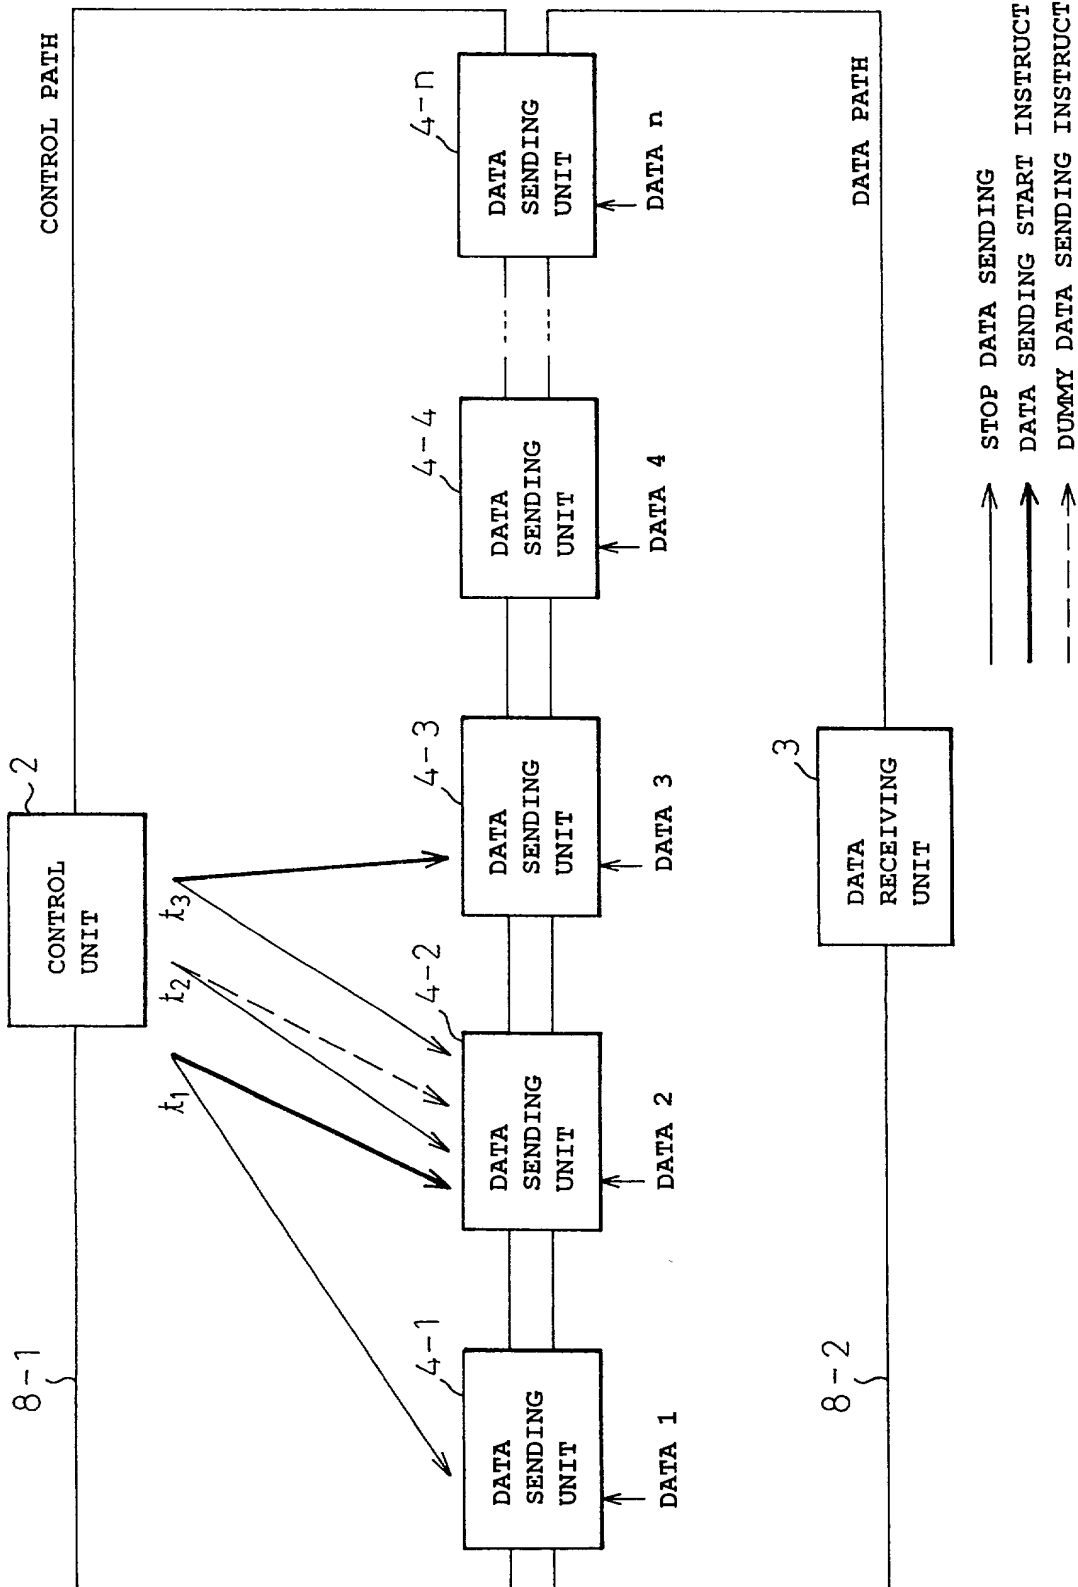 CONTROL PATH
8-1
2
CONTROL
UNIT
t1
t2
t3
4-1
DATA
SENDING
UNIT
DATA 1
4-2
DATA
SENDING
UNIT
DATA 2
4-3
DATA
SENDING
UNIT
DATA 3
4-4
DATA
SENDING
UNIT
DATA 4
4-n
DATA
SENDING
UNIT
DATA n
8-2
3
DATA
RECEIVING
UNIT
DATA PATH
STOP DATA SENDING
DATA SENDING START INSTRUCT
DUMMY DATA SENDING INSTRUCT